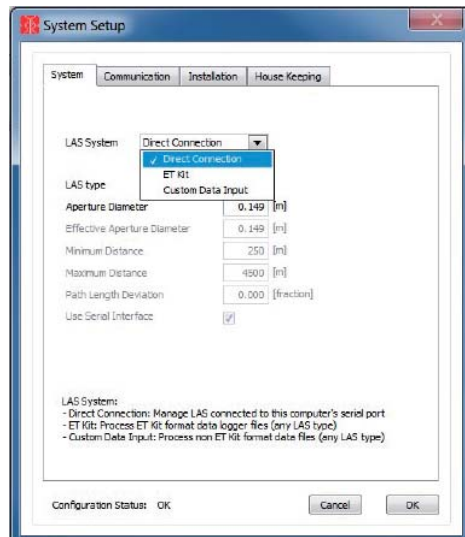 System Setup
System Communication Installation House Keeping
LAS System Direct Connection
✓ Direct Connection
ET Kit
Custom Data Input
LAS type
Aperture Diameter 0.149 [m]
Effective Aperture Diameter 0.149 [m]
Minimum Distance 250 [m]
Maximum Distance 4500 [m]
Path Length Deviation 0.000 [fraction]
Use Serial Interface
LAS System:
- Direct Connection: Manage LAS connected to this computer's serial port
- ET Kit: Process ET Kit format data logger files (any LAS type)
- Custom Data Input: Process non ET Kit format data files (any LAS type)
Configuration Status: OK Cancel OK